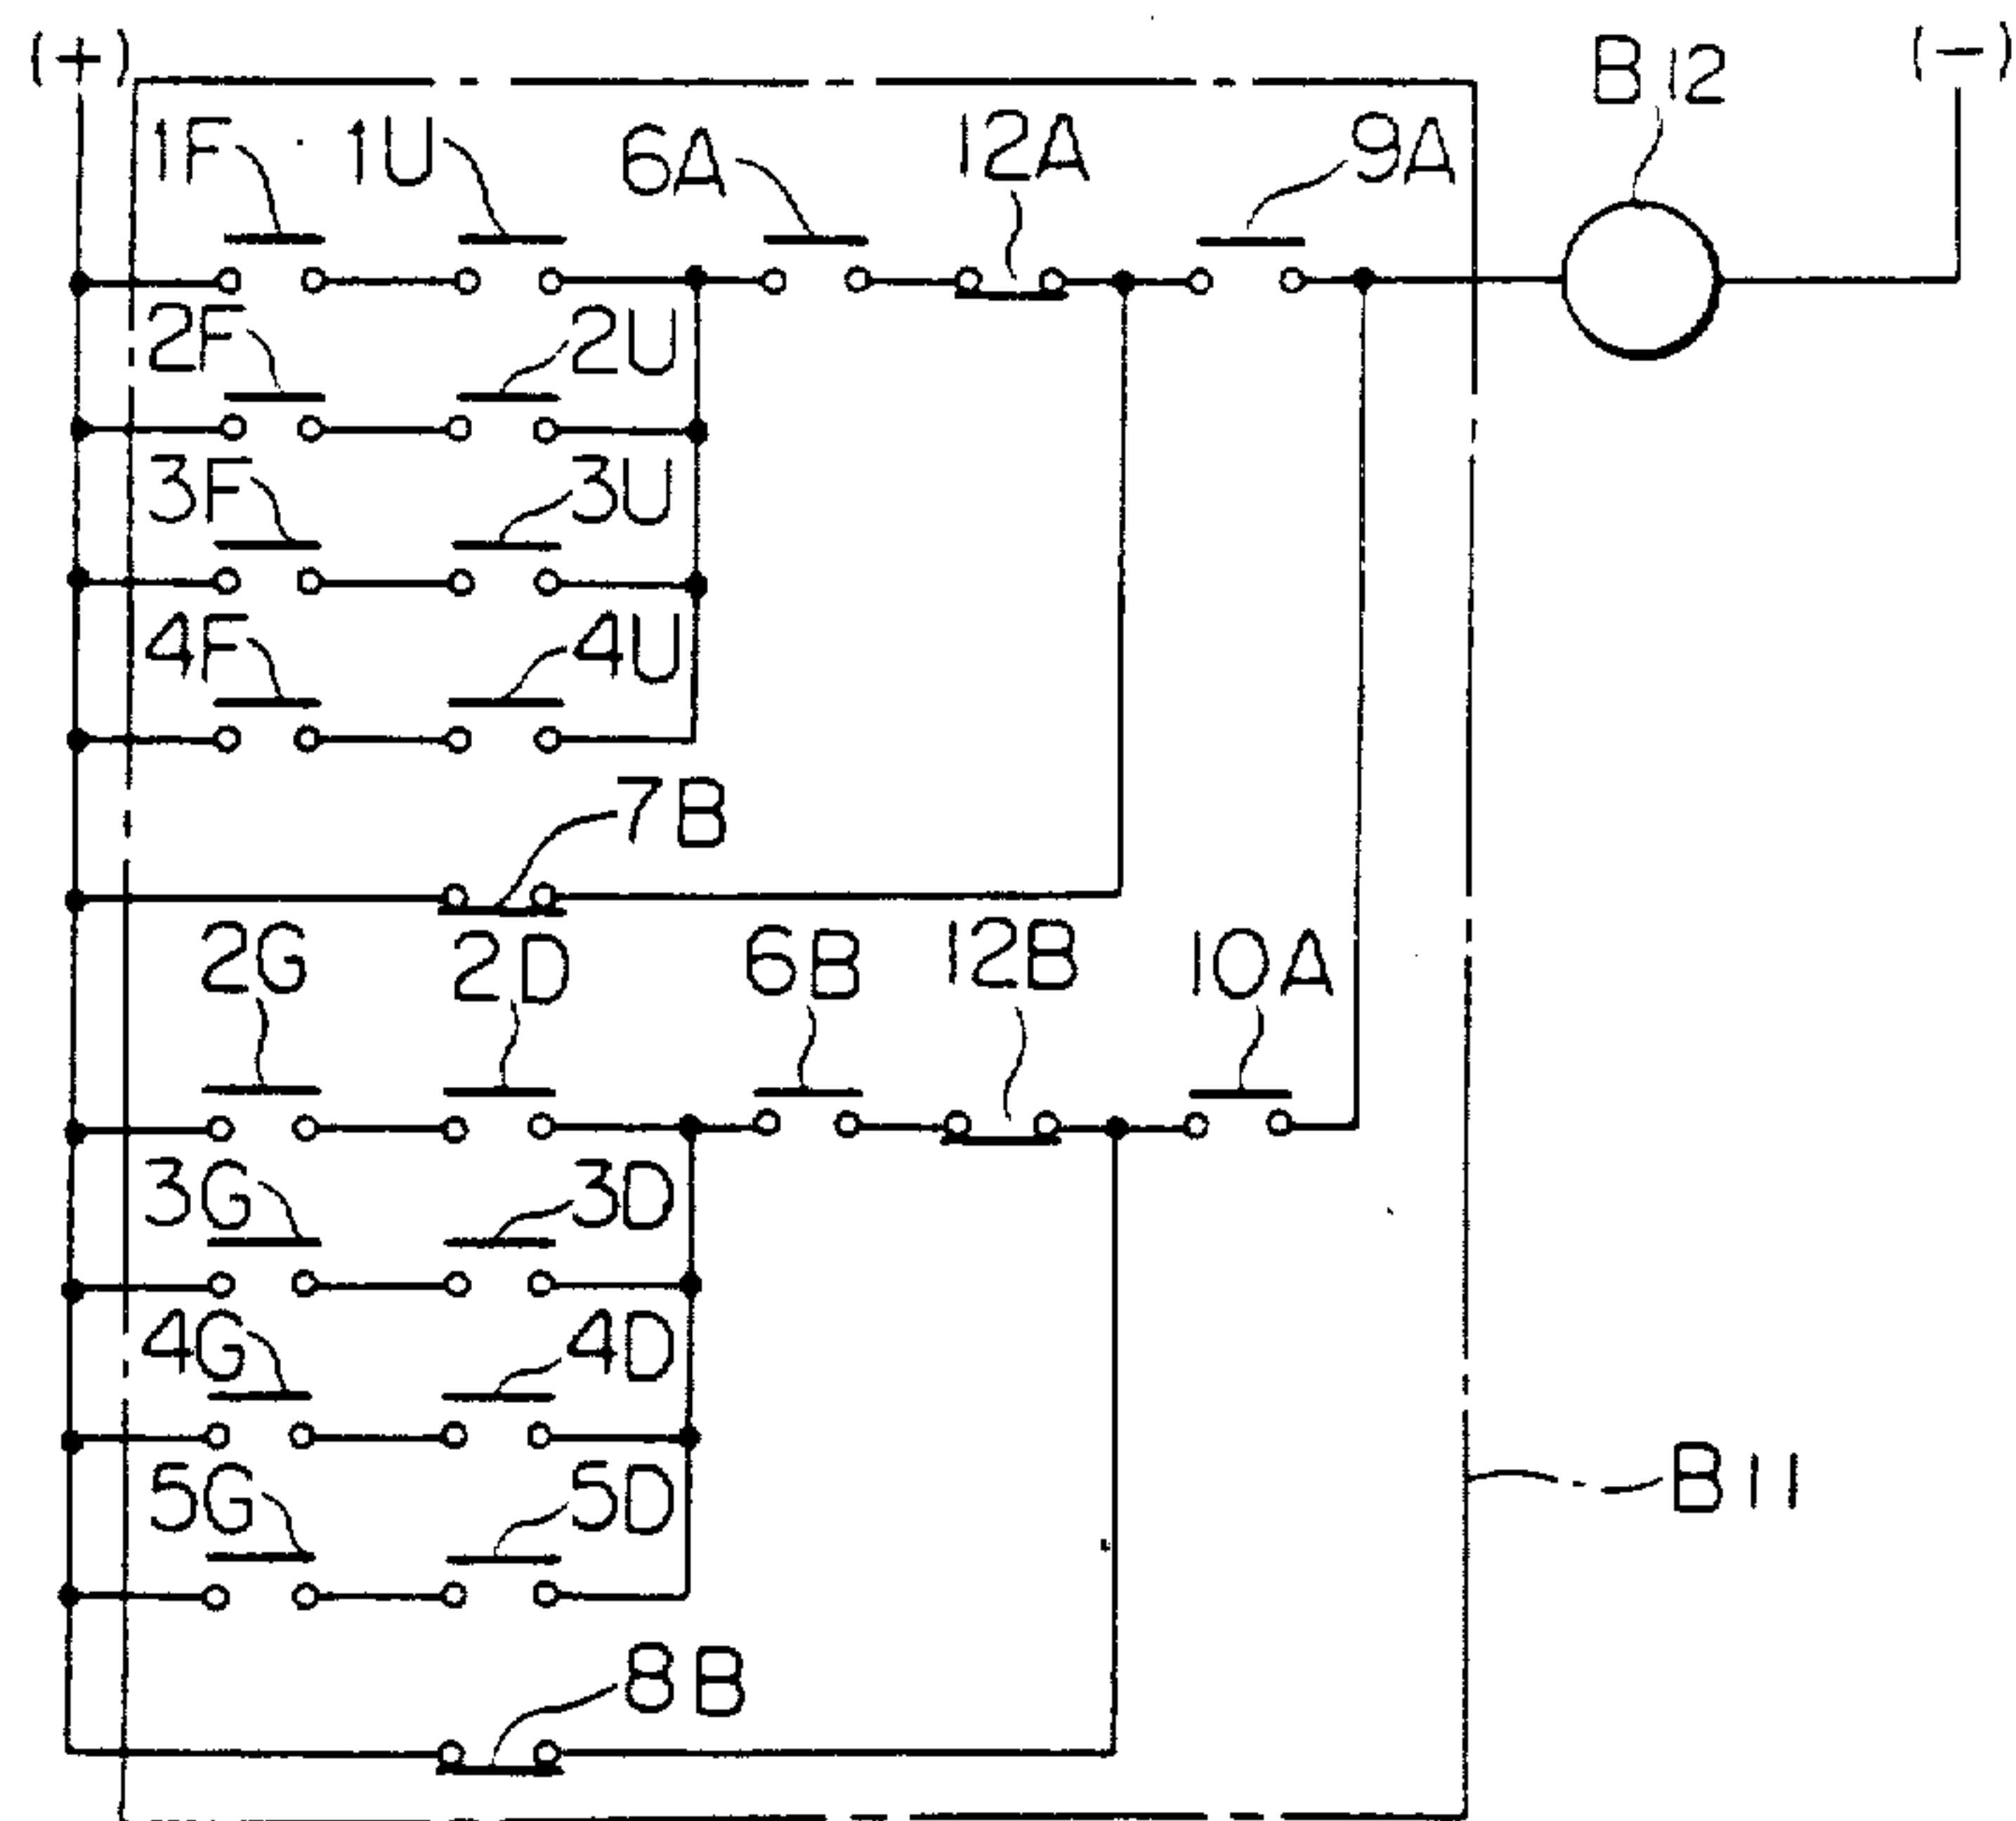 (+) B12 (-)
1F 1U 6A 12A 9A
2F 2U
3F 3U
4F 4U
7B
2G 2D 6B 12B 10A
3G 3D
4G 4D
5G 5D
B11
8B